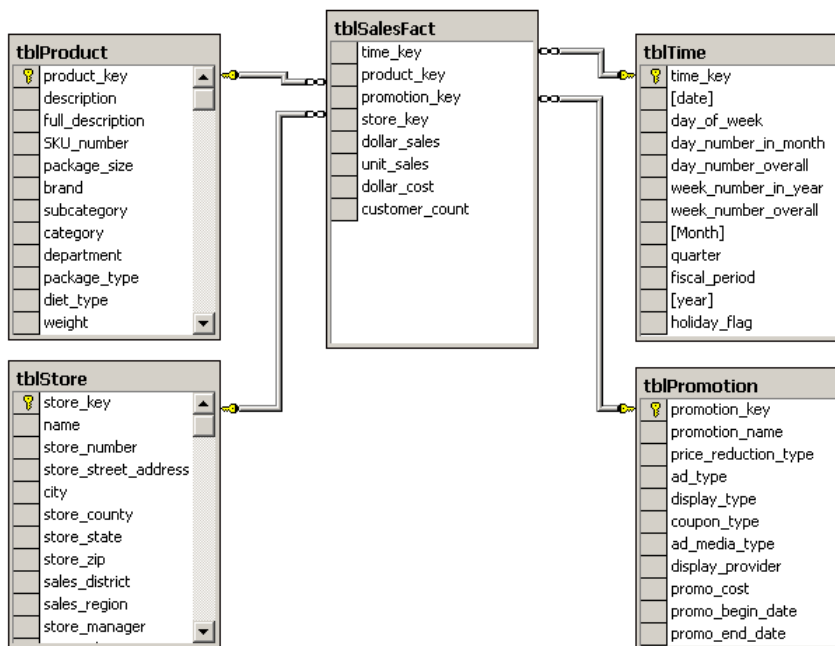 tblProduct
product_key
description
full_description
SKU_number
package_size
brand
subcategory
category
department
package_type
diet_type
weight
tblSalesFact
time_key
product_key
promotion_key
store_key
dollar_sales
unit_sales
dollar_cost
customer_count
tblTime
time_key
[date]
day_of_week
day_number_in_month
day_number_overall
week_number_in_year
week_number_overall
[Month]
quarter
fiscal_period
[year]
holiday_flag
tblStore
store_key
name
store_number
store_street_address
city
store_county
store_state
store_zip
sales_district
sales_region
store_manager
tblPromotion
promotion_key
promotion_name
price_reduction_type
ad_type
display_type
coupon_type
ad_media_type
display_provider
promo_cost
promo_begin_date
promo_end_date